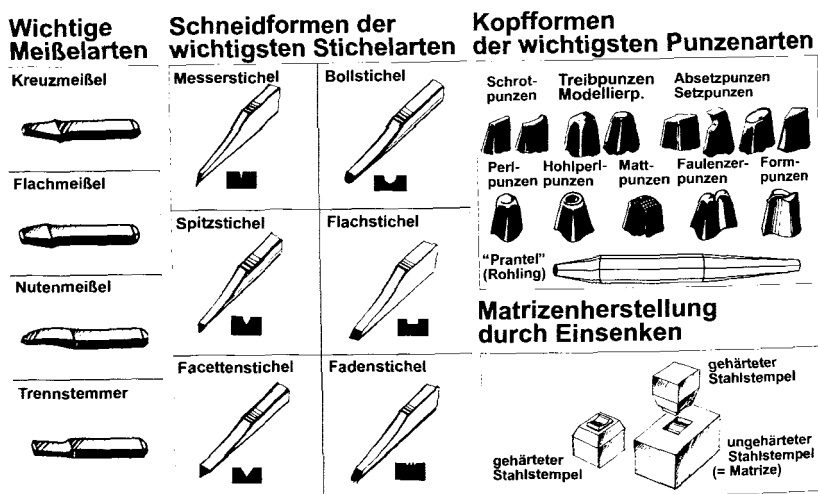 Wichtige
Meißelarten
Kreuzmeißel
Flachmeißel
Nutenmeißel
Trennstemmer
Schneidformen der
wichtigsten Stichelarten
Messerstichel
Bollstichel
Spitzstichel
Flachstichel
Facettenstichel
Fadenstichel
Kopfformen
der wichtigsten Punzenarten
Schrot-
punzen
Treibpunzen
Modellierp.
Absetzpunzen
Setzpunzen
Perl-
punzen
Hohlperl-
punzen
Matt-
punzen
Faulenzer-
punzen
Form-
punzen
"Prantel"
(Rohling)
Matrizenherstellung
durch Einsenken
gehärteter
Stahlstempel
gehärteter
Stahlstempel
ungehärteter
Stahlstempel
(= Matrize)